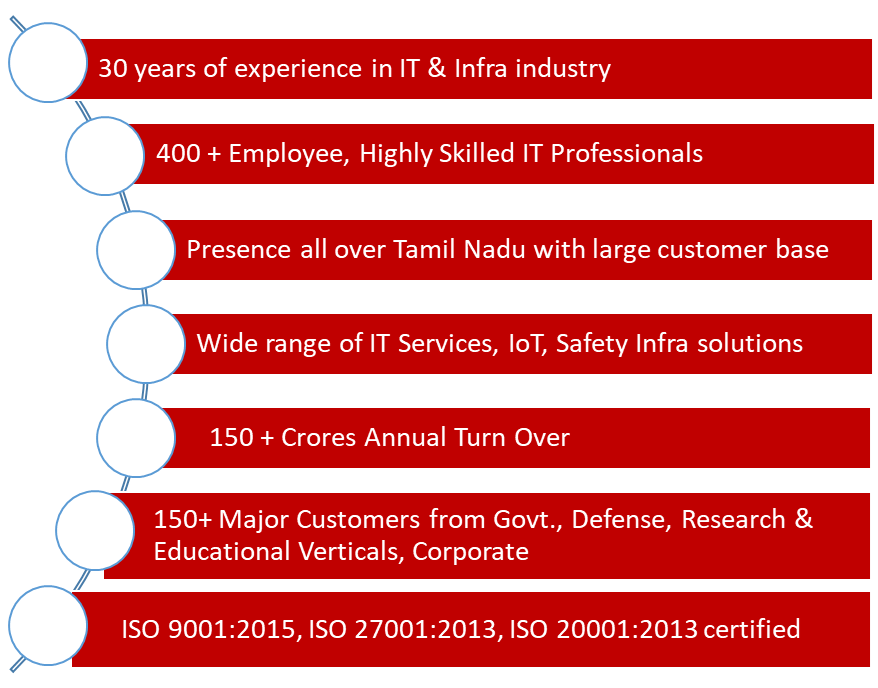 30 years of experience in IT & Infra industry
400 + Employee, Highly Skilled IT Professionals
Presence all over Tamil Nadu with large customer base
Wide range of IT Services, IoT, Safety Infra solutions
150 + Crores Annual Turn Over
150+ Major Customers from Govt., Defense, Research &
Educational Verticals, Corporate
ISO 9001:2015, ISO 27001:2013, ISO 20001:2013 certified